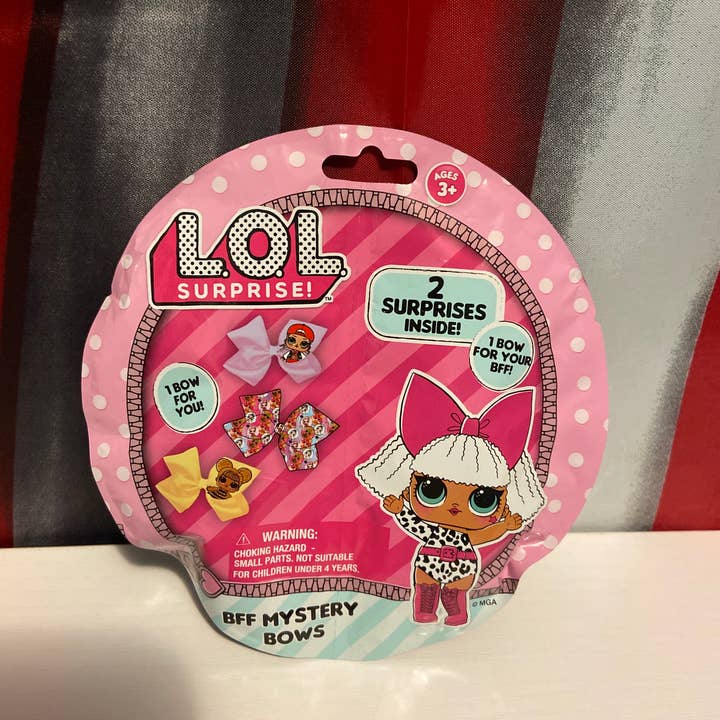 AGES
3+
L.O.L.
SURPRISE!™
2
SURPRISES
INSIDE!
1 BOW
FOR YOUR
BFF!
1 BOW
FOR
YOU!
⚠ WARNING:
CHOKING HAZARD -
SMALL PARTS. NOT SUITABLE
FOR CHILDREN UNDER 4 YEARS.
© MGA
BFF MYSTERY
BOWS